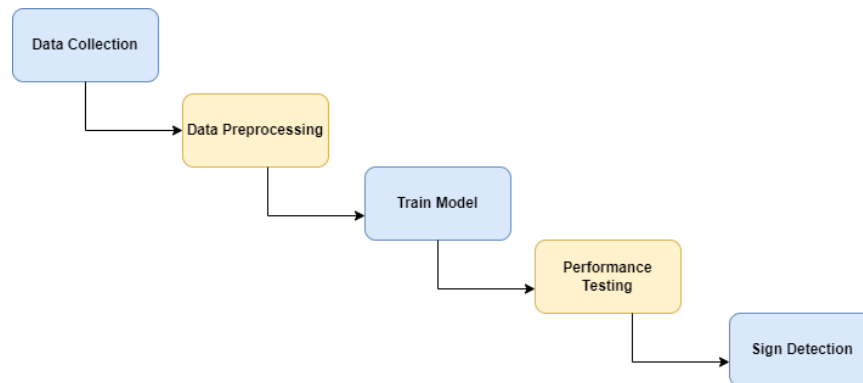 Data Collection
Data Preprocessing
Train Model
Performance
Testing
Sign Detection